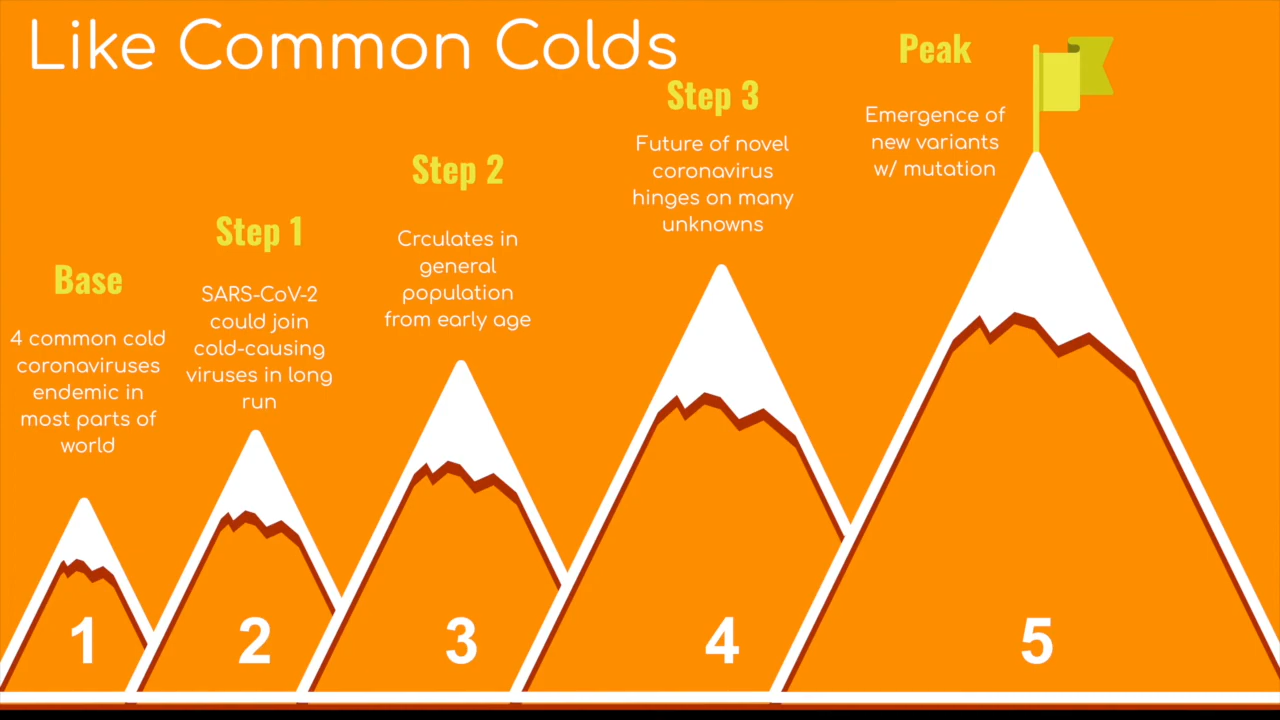 Like Common Colds
Base
4 common cold
coronaviruses
endemic in
most parts of
world
Step 1
SARS-CoV-2
could join
cold-causing
viruses in long
run
Step 2
Crculates in
general
population
from early age
Step 3
Future of novel
coronavirus
hinges on many
unknowns
Peak
Emergence of
new variants
w/ mutation
1
2
3
4
5